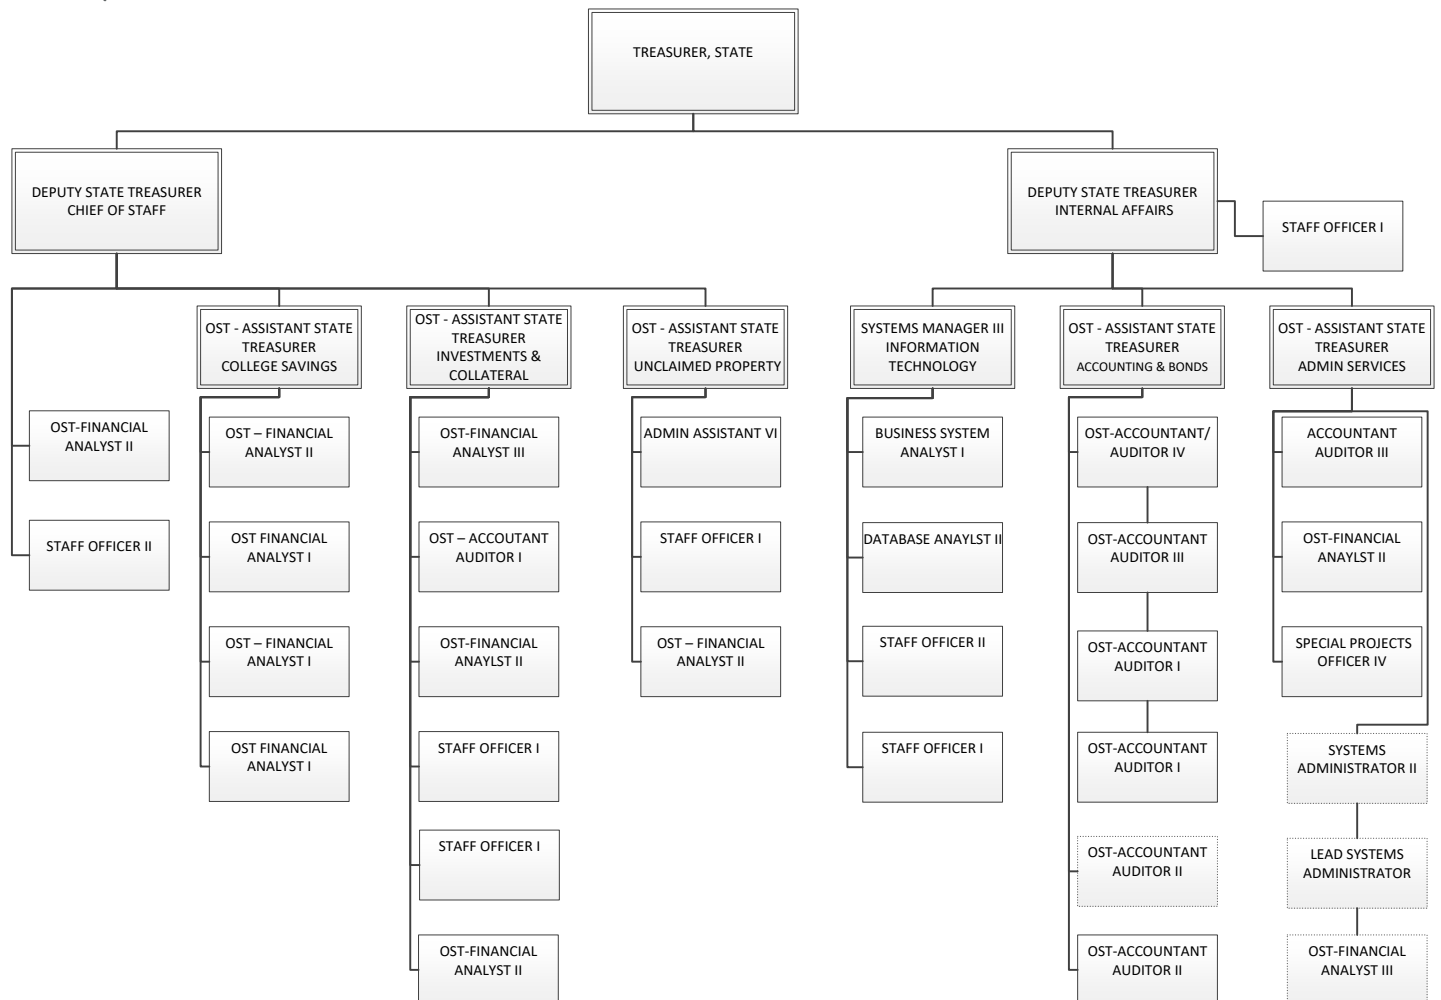 TREASURER, STATE
DEPUTY STATE TREASURER
CHIEF OF STAFF
DEPUTY STATE TREASURER
INTERNAL AFFAIRS
STAFF OFFICER I
OST-FINANCIAL
ANALYST II
STAFF OFFICER II
OST - ASSISTANT STATE
TREASURER
COLLEGE SAVINGS
OST – FINANCIAL
ANALYST II
OST FINANCIAL
ANALYST I
OST – FINANCIAL
ANALYST I
OST FINANCIAL
ANALYST I
OST - ASSISTANT STATE
TREASURER
INVESTMENTS &
COLLATERAL
OST-FINANCIAL
ANALYST III
OST – ACCOUTANT
AUDITOR I
OST-FINANCIAL
ANAYLST II
STAFF OFFICER I
STAFF OFFICER I
OST-FINANCIAL
ANALYST II
OST - ASSISTANT STATE
TREASURER
UNCLAIMED PROPERTY
ADMIN ASSISTANT VI
STAFF OFFICER I
OST – FINANCIAL
ANALYST II
SYSTEMS MANAGER III
INFORMATION
TECHNOLOGY
BUSINESS SYSTEM
ANALYST I
DATABASE ANAYLST II
STAFF OFFICER II
STAFF OFFICER I
OST - ASSISTANT STATE
TREASURER
ACCOUNTING & BONDS
OST-ACCOUNTANT/
AUDITOR IV
OST-ACCOUNTANT
AUDITOR III
OST-ACCOUNTANT
AUDITOR I
OST-ACCOUNTANT
AUDITOR I
OST-ACCOUNTANT
AUDITOR II
OST-ACCOUNTANT
AUDITOR II
OST - ASSISTANT STATE
TREASURER
ADMIN SERVICES
ACCOUNTANT
AUDITOR III
OST-FINANCIAL
ANAYLST II
SPECIAL PROJECTS
OFFICER IV
SYSTEMS
ADMINISTRATOR II
LEAD SYSTEMS
ADMINISTRATOR
OST-FINANCIAL
ANALYST III